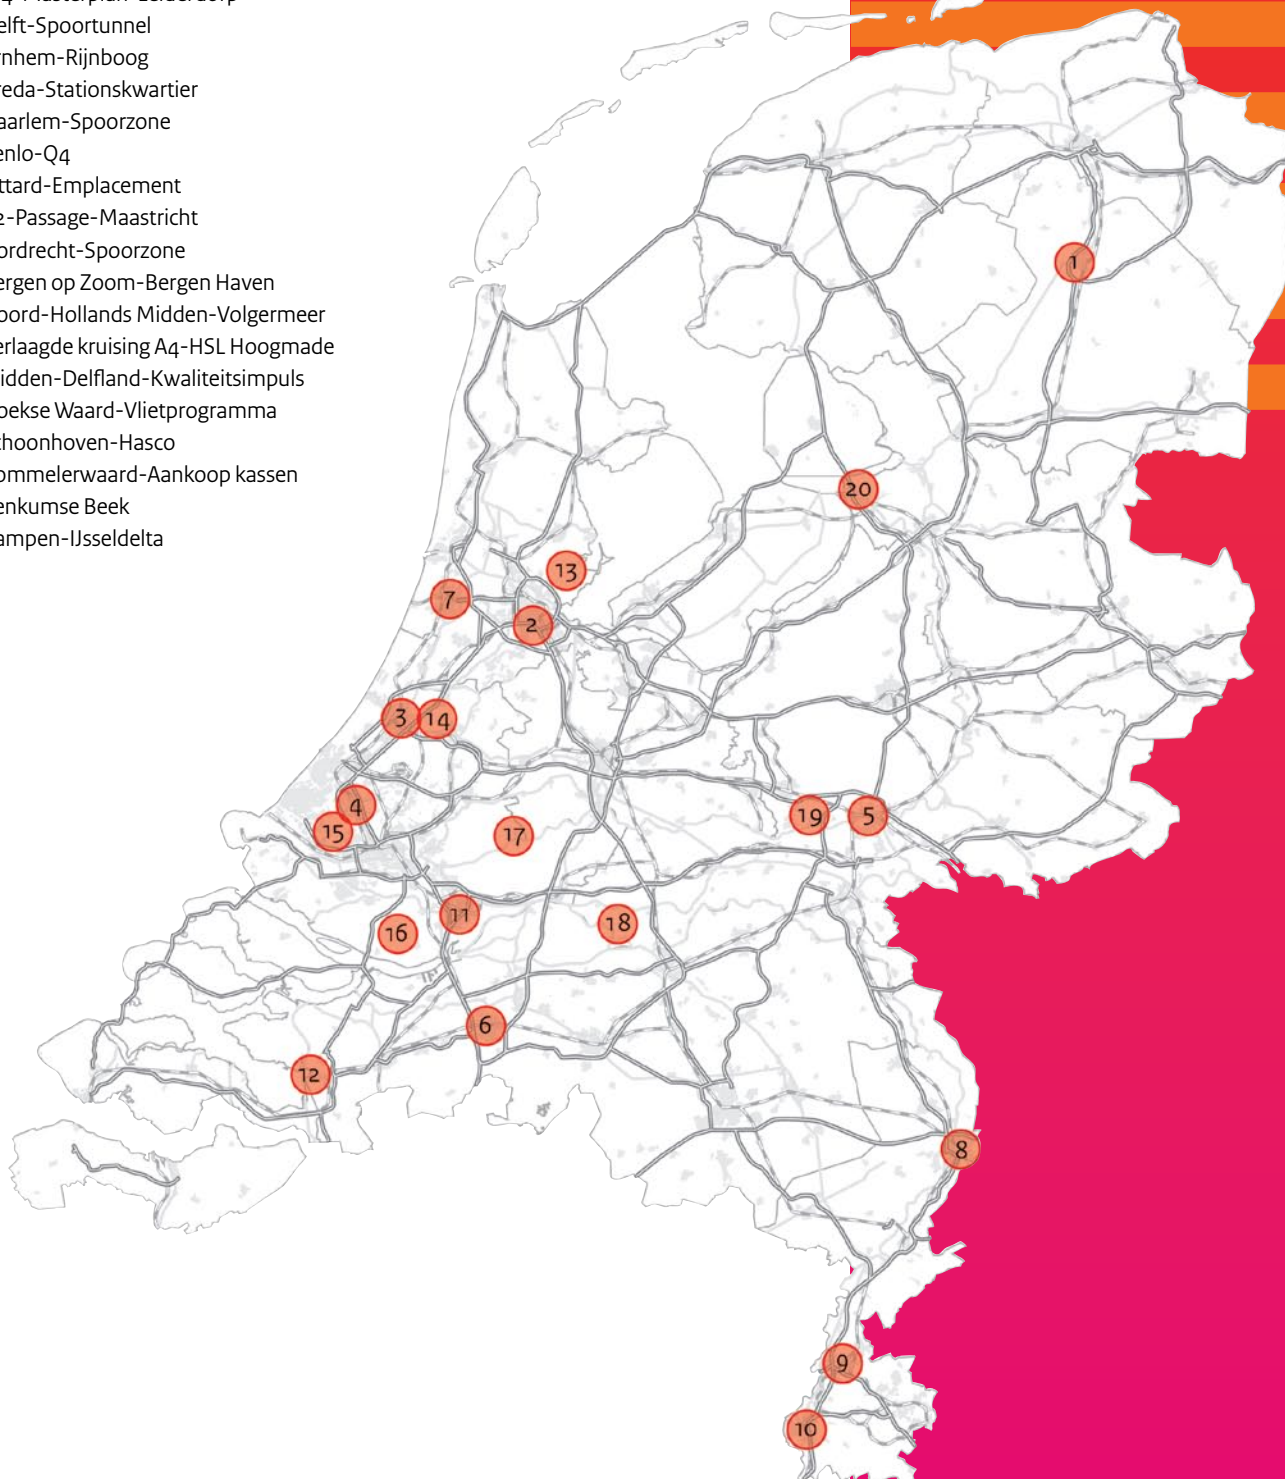 elft-Spoortunnel
nhem-Rijnboog
reda-Stationskwartier
aarlem-Spoorzone
enlo-Q4
ttard-Emplacement
2-Passage-Maastricht
ordrecht-Spoorzone
ergen op Zoom-Bergen Haven
oord-Hollands Midden-Volgermeer
erlaagde kruising A4-HSL Hoogmade
idden-Delfland-Kwaliteitsimpuls
oekse Waard-Vlietprogramma
choonhoven-Hasco
ommelerwaard-Aankoop kassen
enkumse Beek
ampen-IJsseldelta
1
20
13
7
2
3 14
4
15
17
19 5
11
16
18
6
12
8
9
10